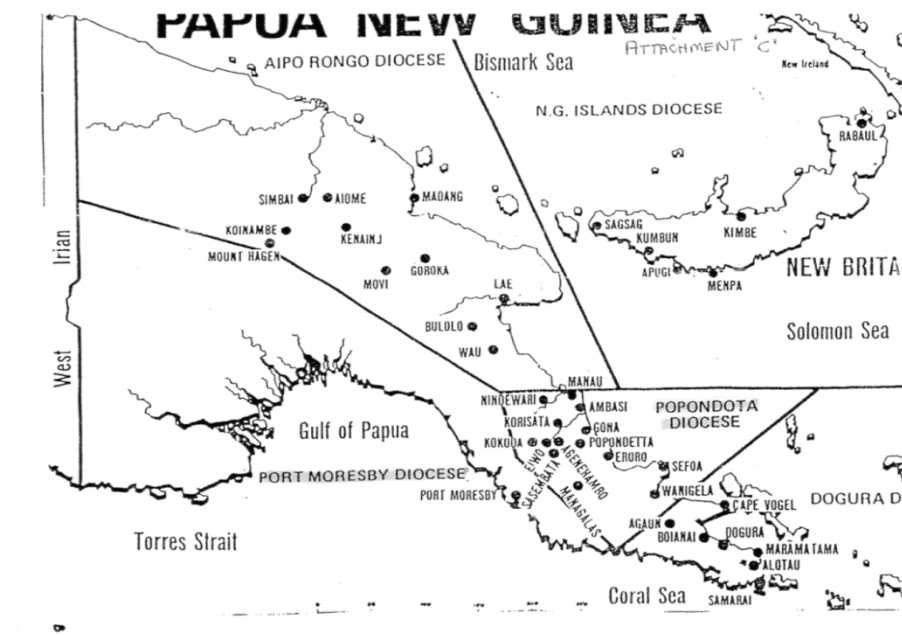 PAPUA NEW GUINEA
ATTACHMENT 'C'
AIPO RONGO DIOCESE
Bismark Sea
New Ireland
N.G. ISLANDS DIOCESE
RABAUL
SIMBAI
AIOME
MADANG
SAGSAG
KIMBE
KOINAMBE
KENAINJ
KUMBUN
MOUNT HAGEN
GOROKA
MOVI
APUGI
MENPA
NEW BRITA
Irian
West
LAE
BULOLO
WAU
Solomon Sea
MANAU
NINDEWARI
AMBASI
POPONDOTA
DIOCESE
KORISATA
GONA
Gulf of Papua
KOKODA
EIWO
SASEMBATA
AGENEHAMBO
POPONDETTA
ERORO
SEFOA
PORT MORESBY DIOCESE
PORT MORESBY
MANAGALAS
WANIGELA
CAPE VOGEL
DOGURA D
AGAUN
BOIANAI
DOGURA
Torres Strait
MARAMATAMA
ALOTAU
Coral Sea
SAMARAI